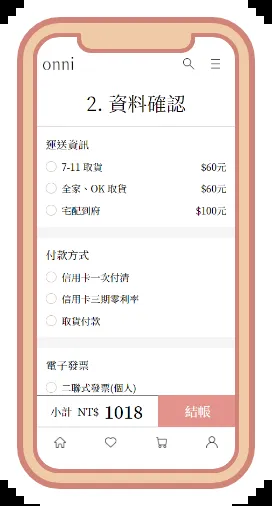 onni
2. 資料確認
運送資訊
7-11 取貨 $60元
全家、OK 取貨 $60元
宅配到府 $100元
付款方式
信用卡一次付清
信用卡三期零利率
取貨付款
電子發票
二聯式發票(個人)
小計 NT$ 1018 結帳